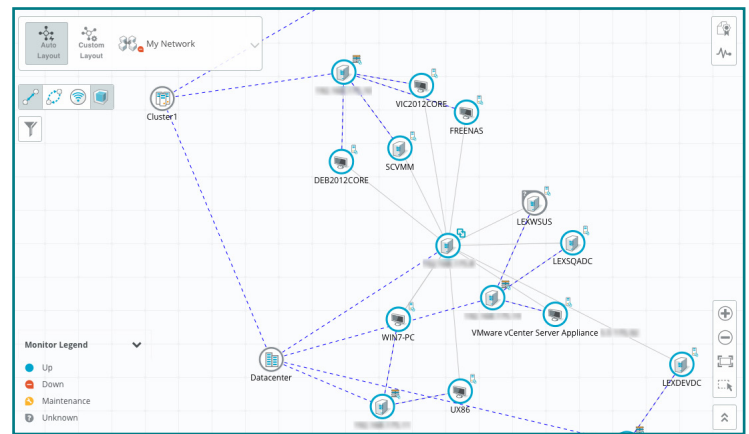 Auto
Layout
Custom
Layout
My Network
Cluster1
VIC2012CORE
FREENAS
DEB2012CORE
SCVMM
LEXWSUS
LEXSQADC
VMware vCenter Server Appliance
WIN7-PC
Datacenter
LEXDEVDC
UX86
Monitor Legend
Up
Down
Maintenance
Unknown